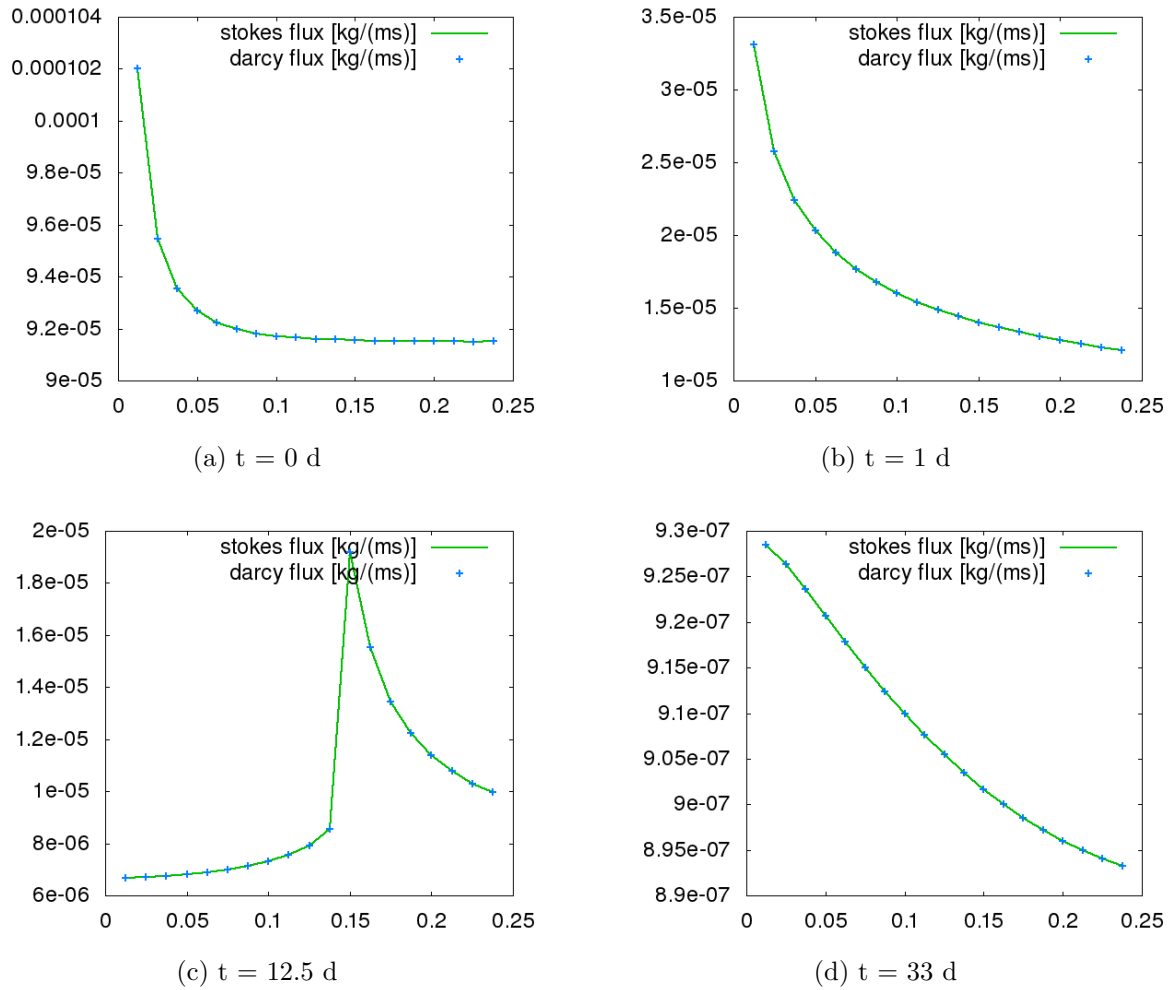 0.000104
0.000102
0.0001
9.8e-05
9.6e-05
9.4e-05
9.2e-05
9e-05
0 0.05 0.1 0.15 0.2 0.25
stokes flux [kg/(ms)]
darcy flux [kg/(ms)]
(a) t = 0 d
3.5e-05
3e-05
2.5e-05
2e-05
1.5e-05
1e-05
0 0.05 0.1 0.15 0.2 0.25
stokes flux [kg/(ms)]
darcy flux [kg/(ms)]
(b) t = 1 d
2e-05
1.8e-05
1.6e-05
1.4e-05
1.2e-05
1e-05
8e-06
6e-06
0 0.05 0.1 0.15 0.2 0.25
stokes flux [kg/(ms)]
darcy flux [kg/(ms)]
(c) t = 12.5 d
9.3e-07
9.25e-07
9.2e-07
9.15e-07
9.1e-07
9.05e-07
9e-07
8.95e-07
8.9e-07
0 0.05 0.1 0.15 0.2 0.25
stokes flux [kg/(ms)]
darcy flux [kg/(ms)]
(d) t = 33 d